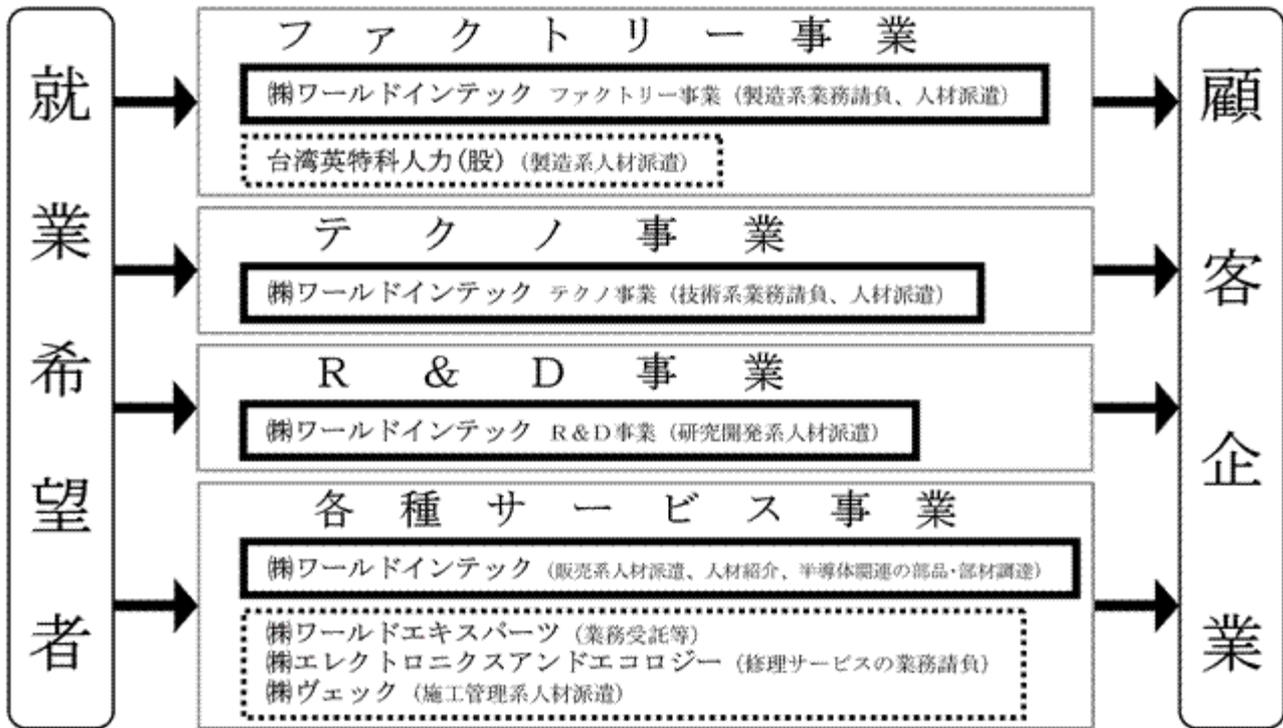 就業希望者
ファクトリー事業
㈱ワールドインテック ファクトリー事業（製造系業務請負、人材派遣）
台湾英特科人力(股)（製造系人材派遣）
テクノ事業
㈱ワールドインテック テクノ事業（技術系業務請負、人材派遣）
R＆D事業
㈱ワールドインテック R＆D事業（研究開発系人材派遣）
各種サービス事業
㈱ワールドインテック（販売系人材派遣、人材紹介、半導体関連の部品・部材調達）
㈱ワールドエキスパーツ（業務受託等）
㈱エレクトロニクスアンドエコロジー（修理サービスの業務請負）
㈱ヴェック（施工管理系人材派遣）
顧客企業